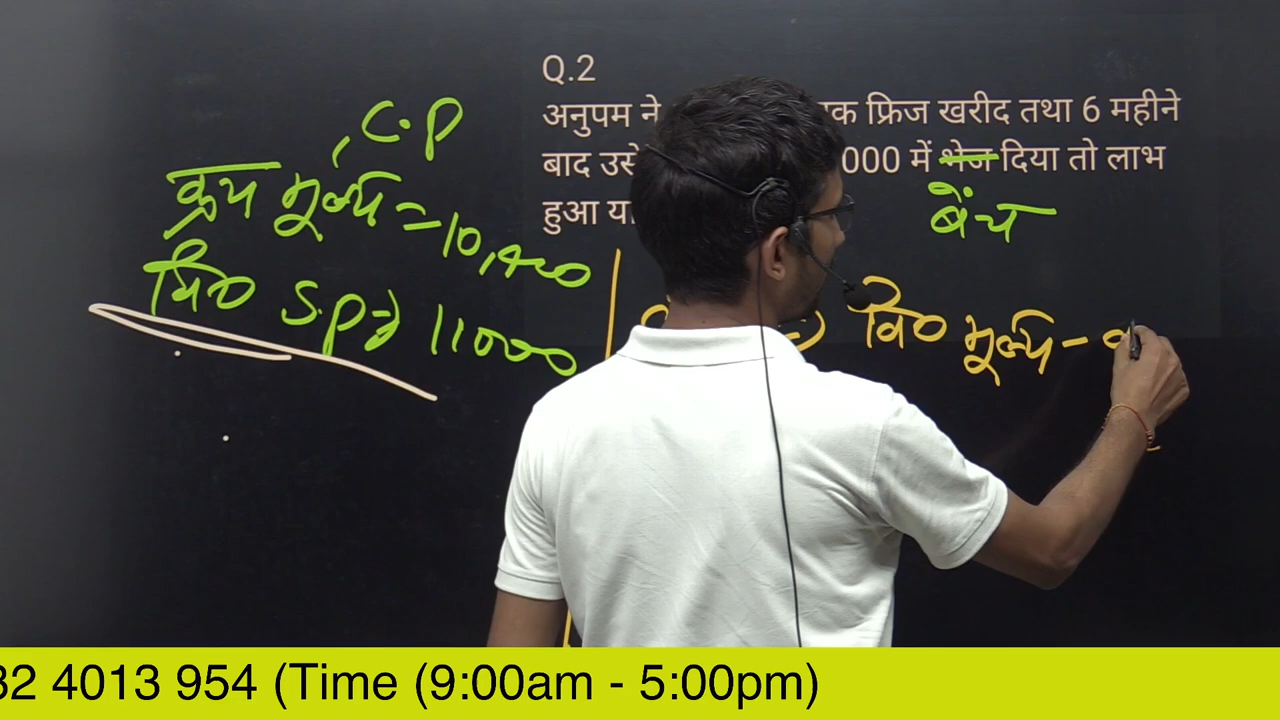 Q.2
अनुपम ने क फ्रिज खरीद तथा 6 महीने
बाद उसे 000 में भेज दिया तो लाभ
हुआ या
बेंच
, C.P
क्रय मूल्य = 10,400
वि० S.P ⇒ 11000
वि० मूल्य -
32 4013 954 (Time (9:00am - 5:00pm)